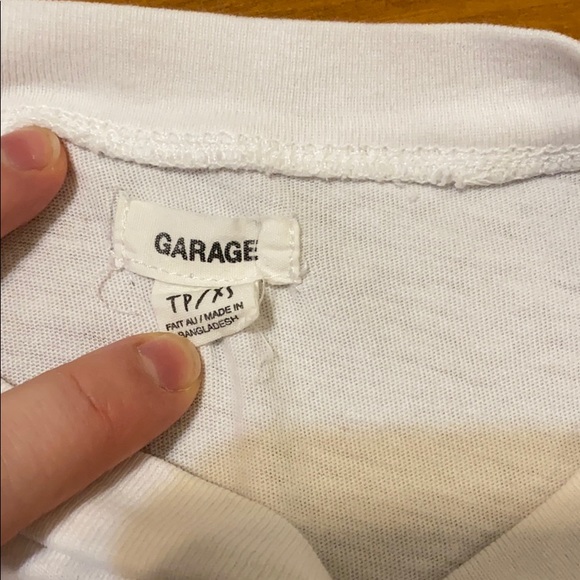 GARAGE
TP/XS
FAIT AU / MADE IN
BANGLADESH